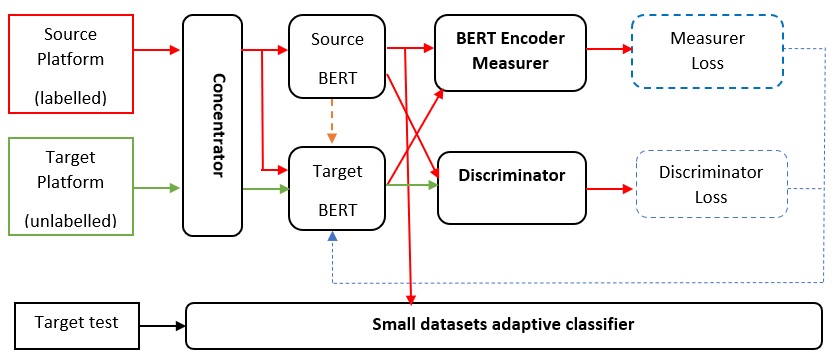 Source
Platform
(labelled)
Target
Platform
(unlabelled)
Concentrator
Source
BERT
Target
BERT
BERT Encoder
Measurer
Discriminator
Measurer
Loss
Discriminator
Loss
Target test
Small datasets adaptive classifier